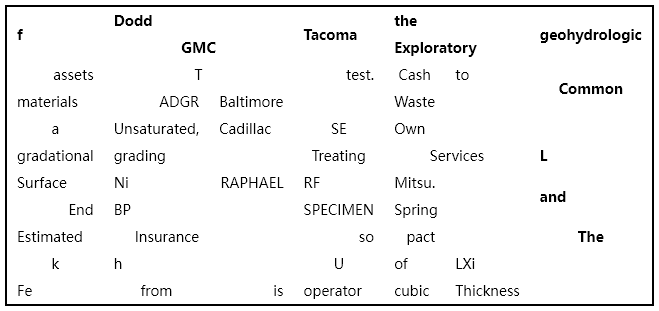 f Dodd Tacoma the geohydrologic
GMC Exploratory
assets T test. Cash to
Common
materials ADGR Baltimore Waste
a Unsaturated, Cadillac SE Own
gradational grading Treating Services L
Surface Ni RAPHAEL RF Mitsu.
and
End BP SPECIMEN Spring
Estimated Insurance so pact The
k h U of LXi
Fe from is operator cubic Thickness